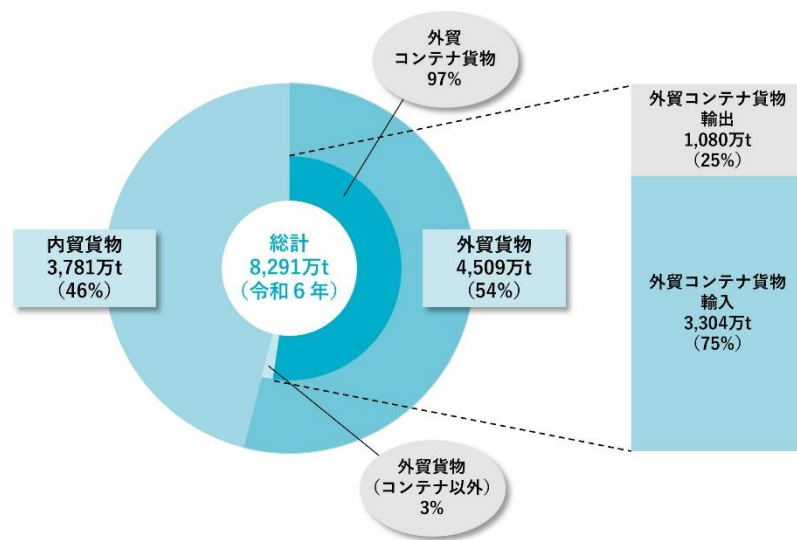 外貿
コンテナ貨物
97%
外貿コンテナ貨物
輸出
1,080万t
(25%)
内貿貨物
3,781万t
(46%)
総計
8,291万t
(令和６年)
外貿貨物
4,509万t
(54%)
外貿コンテナ貨物
輸入
3,304万t
(75%)
外貿貨物
(コンテナ以外)
3%